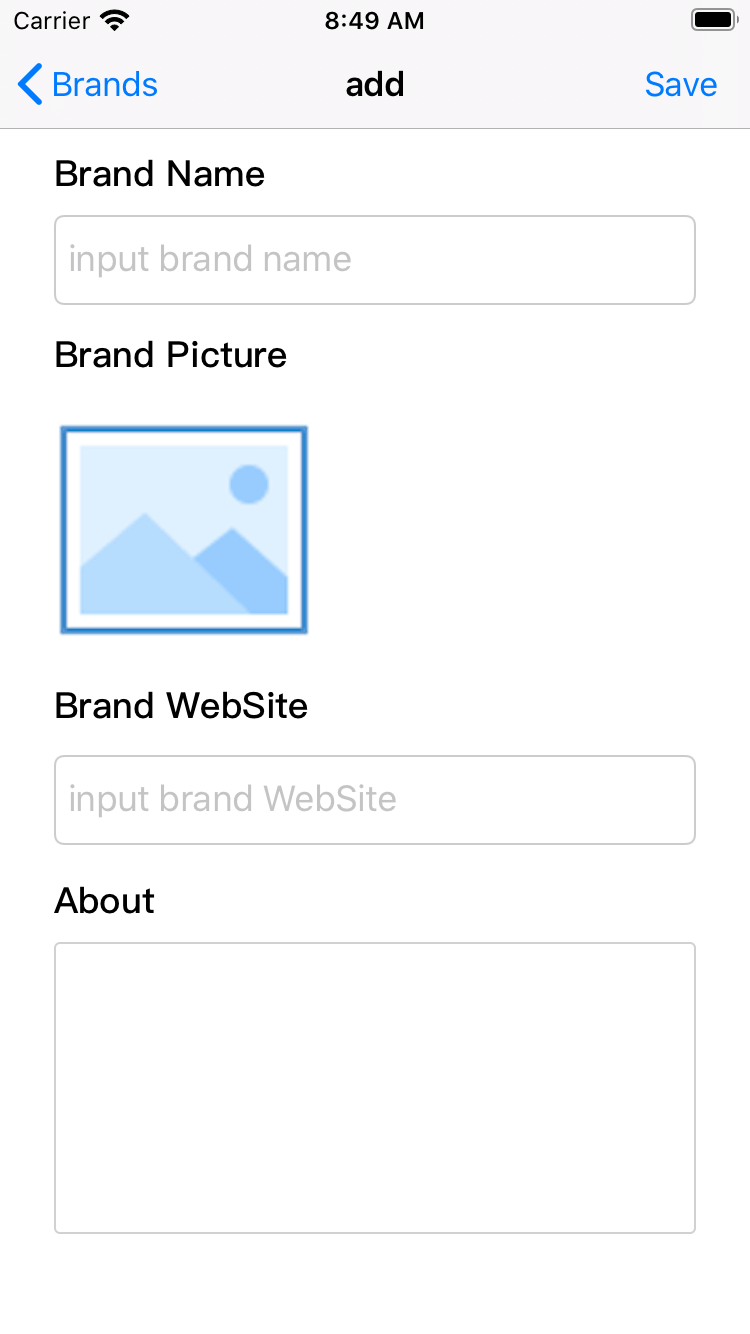 Carrier 8:49 AM
Brands add Save
Brand Name
input brand name
Brand Picture
Brand WebSite
input brand WebSite
About